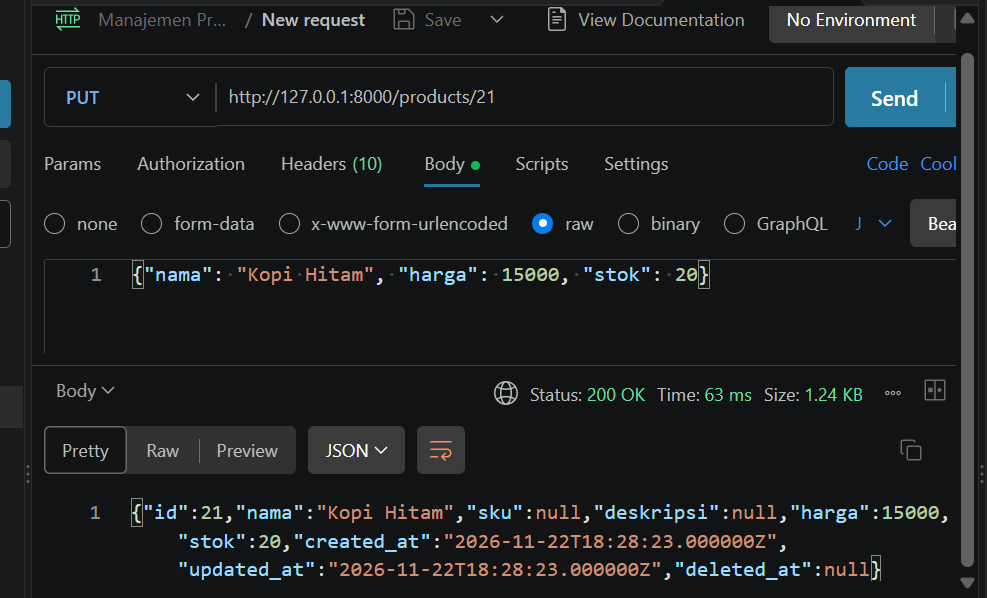 HTTP Manajemen Pr... / New request Save View Documentation No Environment
PUT http://127.0.0.1:8000/products/21 Send
Params Authorization Headers (10) Body Scripts Settings Code Cool
none form-data x-www-form-urlencoded raw binary GraphQL J Bea
1 {"nama": "Kopi Hitam", "harga": 15000, "stok": 20}
Body Status: 200 OK Time: 63 ms Size: 1.24 KB
Pretty Raw Preview JSON
1 {"id":21,"nama":"Kopi Hitam","sku":null,"deskripsi":null,"harga":15000,
"stok":20,"created_at":"2026-11-22T18:28:23.000000Z",
"updated_at":"2026-11-22T18:28:23.000000Z","deleted_at":null}